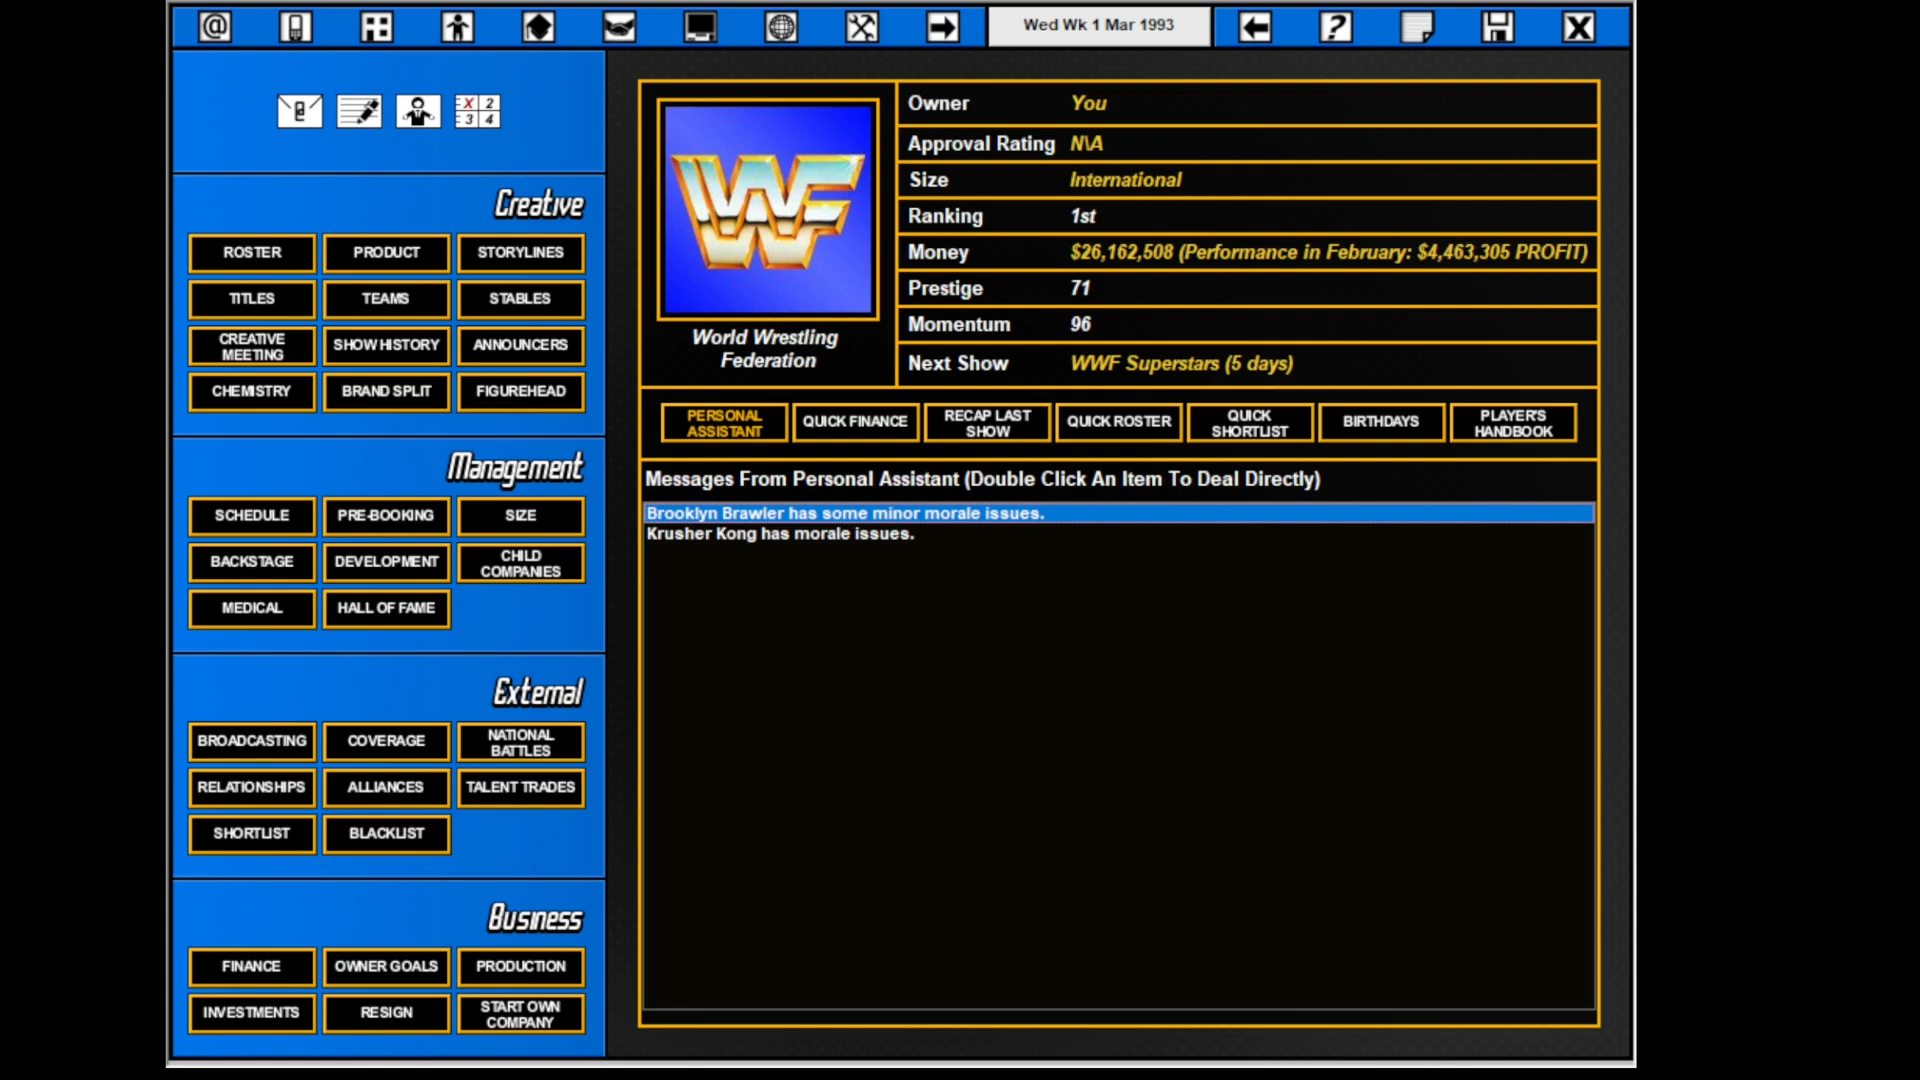 @
Wed Wk 1 Mar 1993
?
X
@
X 2
3 4
Creative
ROSTER
PRODUCT
STORYLINES
TITLES
TEAMS
STABLES
CREATIVE
MEETING
SHOW HISTORY
ANNOUNCERS
CHEMISTRY
BRAND SPLIT
FIGUREHEAD
Management
SCHEDULE
PRE-BOOKING
SIZE
BACKSTAGE
DEVELOPMENT
CHILD
COMPANIES
MEDICAL
HALL OF FAME
External
BROADCASTING
COVERAGE
NATIONAL
BATTLES
RELATIONSHIPS
ALLIANCES
TALENT TRADES
SHORTLIST
BLACKLIST
Business
FINANCE
OWNER GOALS
PRODUCTION
INVESTMENTS
RESIGN
START OWN
COMPANY
WWF
World Wrestling
Federation
Owner You
Approval Rating N\A
Size International
Ranking 1st
Money $26,162,508 (Performance in February: $4,463,305 PROFIT)
Prestige 71
Momentum 96
Next Show WWF Superstars (5 days)
PERSONAL
ASSISTANT
QUICK FINANCE
RECAP LAST
SHOW
QUICK ROSTER
QUICK
SHORTLIST
BIRTHDAYS
PLAYER'S
HANDBOOK
Messages From Personal Assistant (Double Click An Item To Deal Directly)
Brooklyn Brawler has some minor morale issues.
Krusher Kong has morale issues.